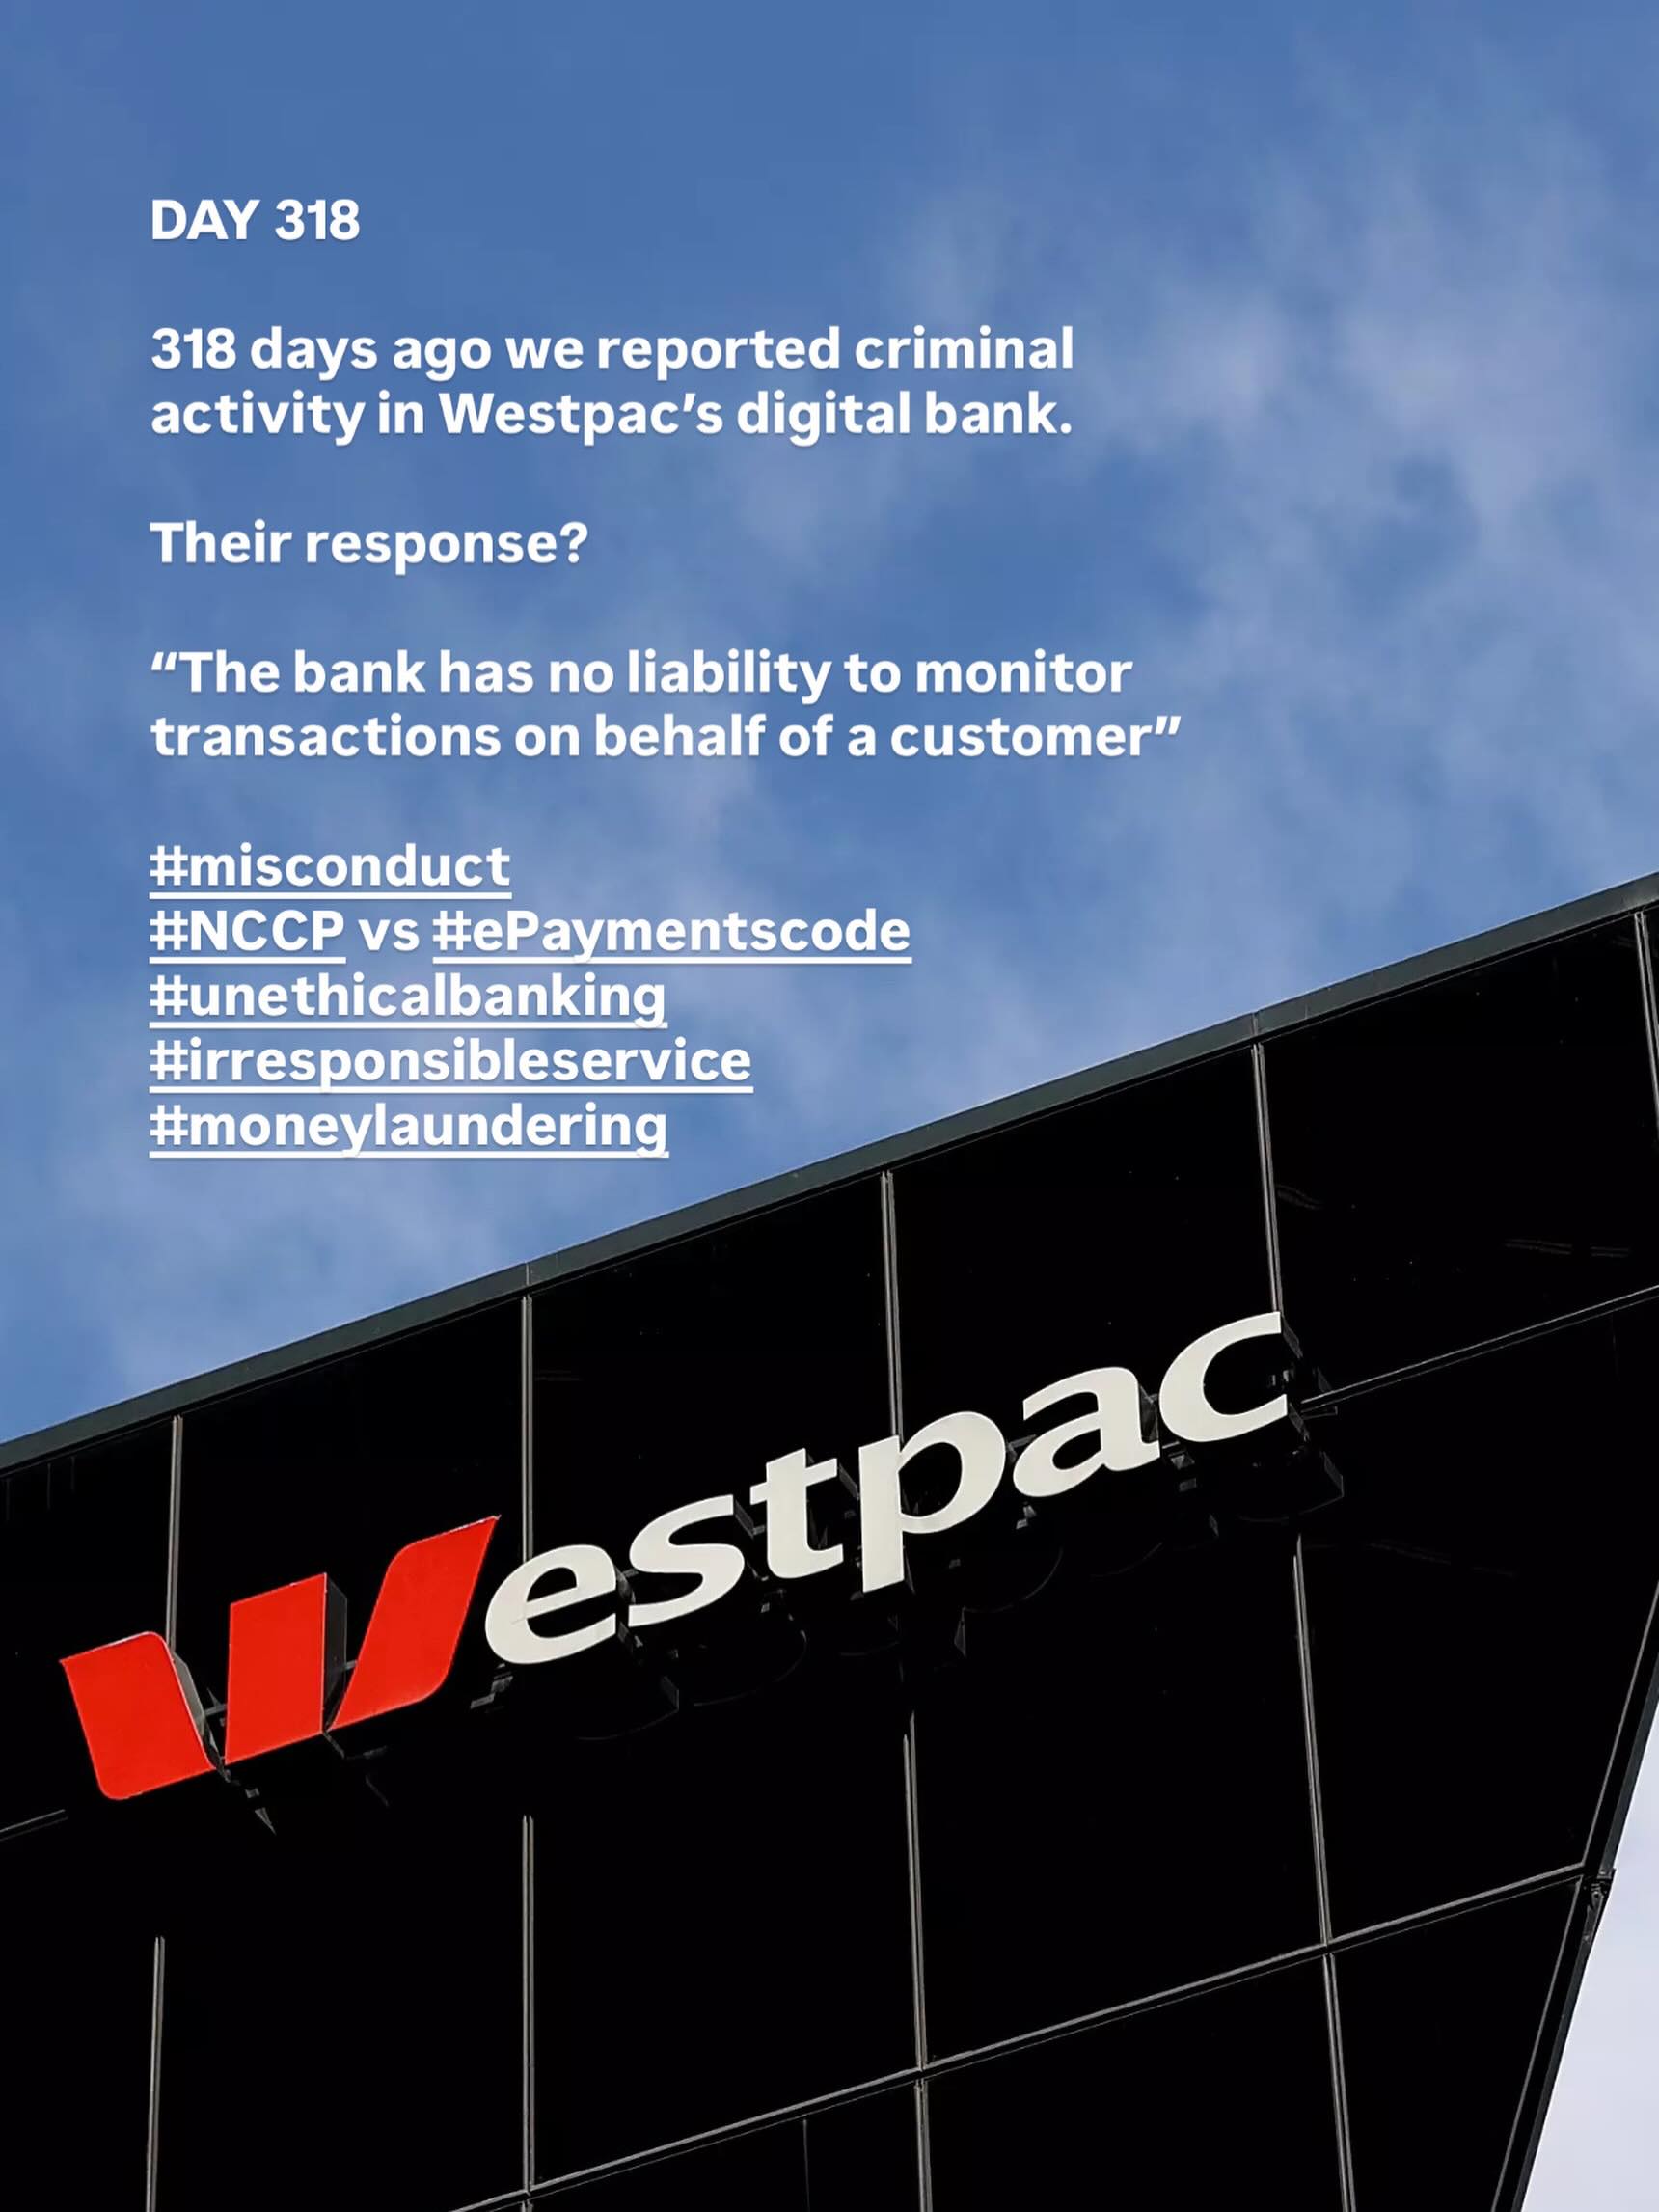 DAY 318
318 days ago we reported criminal
activity in Westpac’s digital bank.
Their response?
“The bank has no liability to monitor
transactions on behalf of a customer”
#misconduct
#NCCP vs #ePaymentscode
#unethicalbanking
#irresponsibleservice
#moneylaundering
Westpac